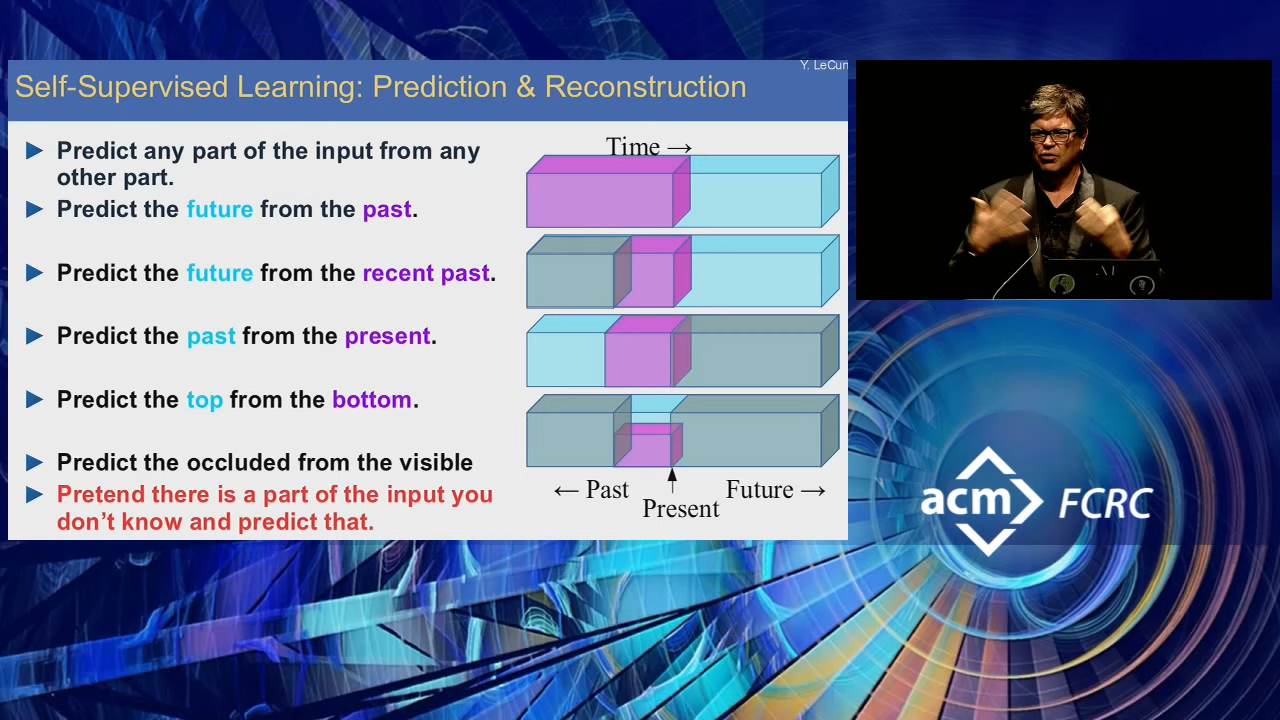 Y. LeCun
Self-Supervised Learning: Prediction & Reconstruction
► Predict any part of the input from any
other part.
► Predict the future from the past.
► Predict the future from the recent past.
► Predict the past from the present.
► Predict the top from the bottom.
► Predict the occluded from the visible
► Pretend there is a part of the input you
don’t know and predict that.
Time →
← Past
Present
Future →
acm FCRC